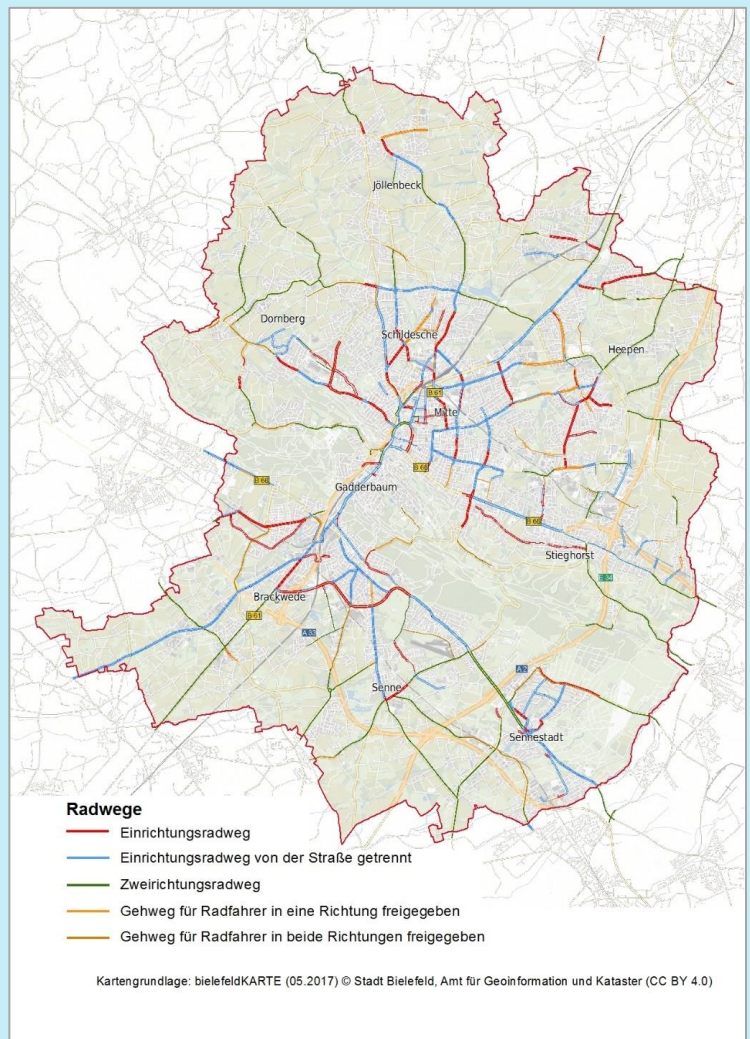 Jöllenbeck
Dornberg
Schildesche
Heepen
B 61
Mitte
B 66
Gadderbaum
B 68
B 66
Stieghorst
Brackwede
B 61
A 33
A 2
Senne
Sennestadt
Radwege
Einrichtungsradweg
Einrichtungsradweg von der Straße getrennt
Zweirichtungsradweg
Gehweg für Radfahrer in eine Richtung freigegeben
Gehweg für Radfahrer in beide Richtungen freigegeben
Kartengrundlage: bielefeldKARTE (05.2017) © Stadt Bielefeld, Amt für Geoinformation und Kataster (CC BY 4.0)